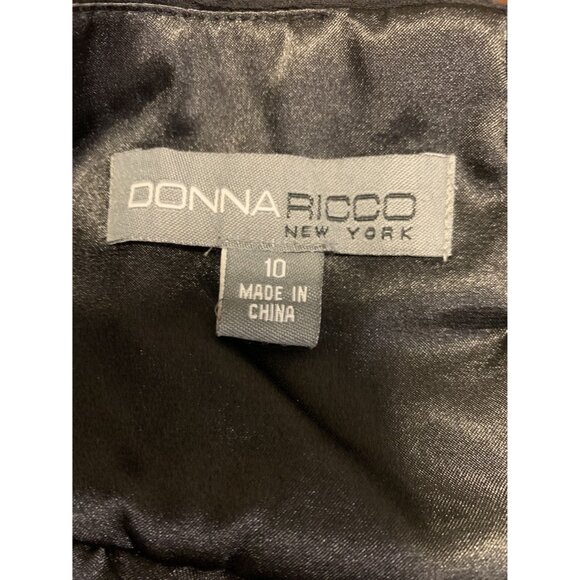 DONNA RICCO
NEW YORK
10
MADE IN
CHINA